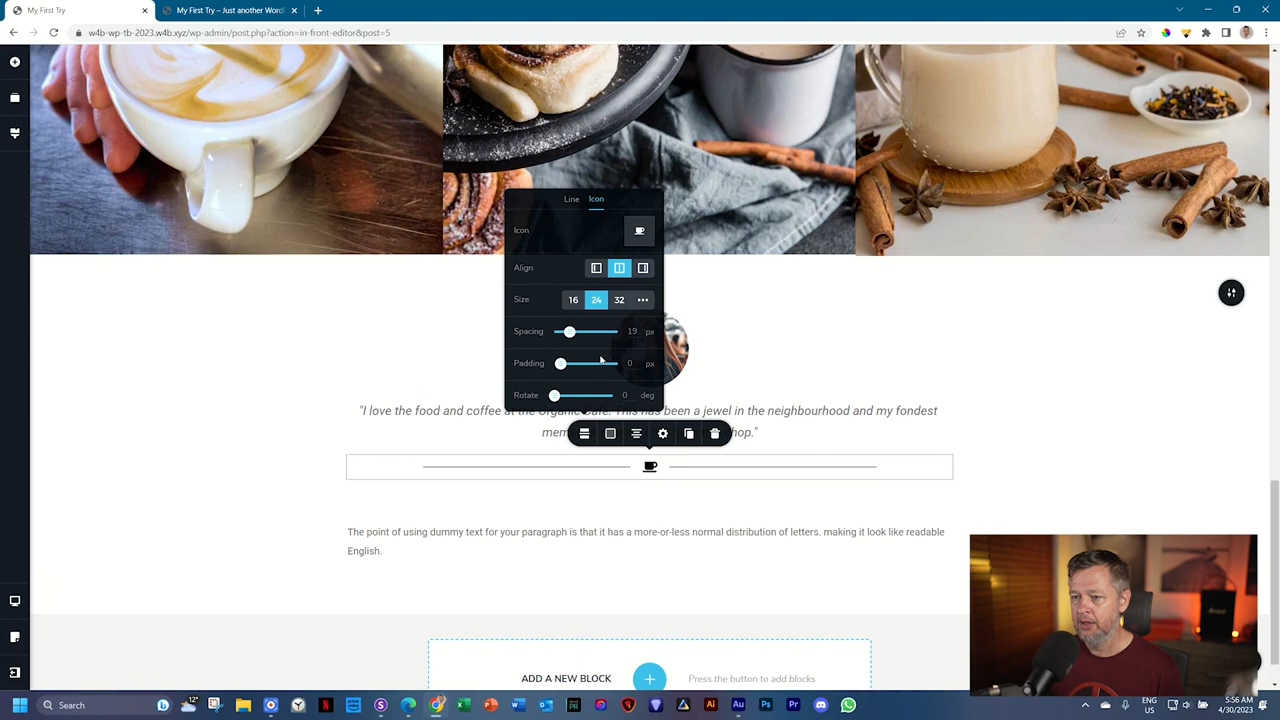 My First Try
My First Try – Just another Word
w4b-wp-tb-2023.w4b.xyz/wp-admin/post.php?action=in-front-editor&post=5
Line Icon
Icon
Align
Size 16 24 32
Spacing 19 px
Padding 0 px
Rotate 0 deg
"I love the food and coffee at the Organic Cafe. This has been a jewel in the neighbourhood and my fondest
hop."
The point of using dummy text for your paragraph is that it has a more-or-less normal distribution of letters. making it look like readable
English.
ADD A NEW BLOCK
Press the button to add blocks
Search
12°
ENG
US
5:56 AM
4/30/2023